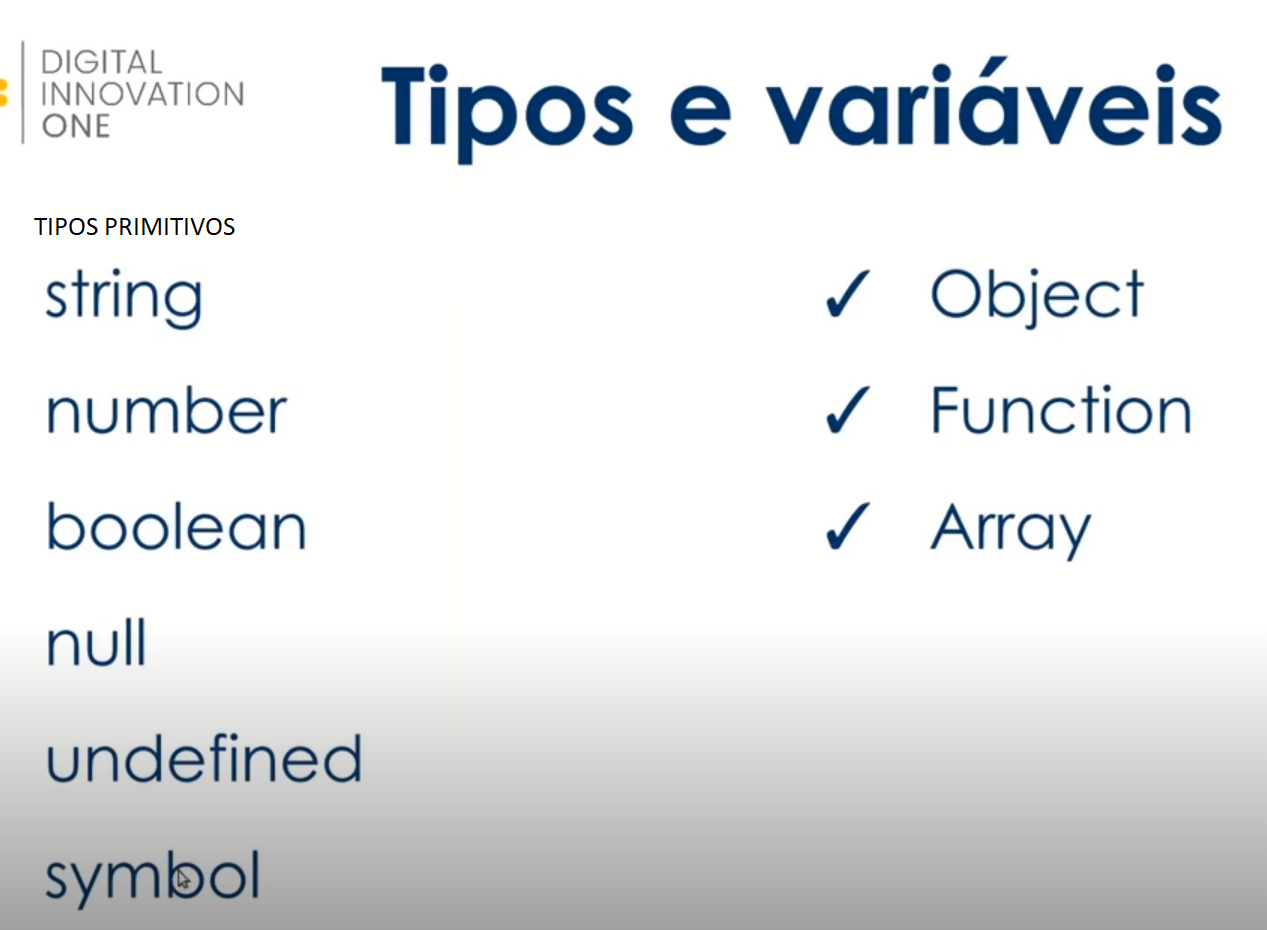 DIGITAL
INNOVATION
ONE
Tipos e variáveis
TIPOS PRIMITIVOS
string
number
boolean
null
undefined
symbol
✓ Object
✓ Function
✓ Array